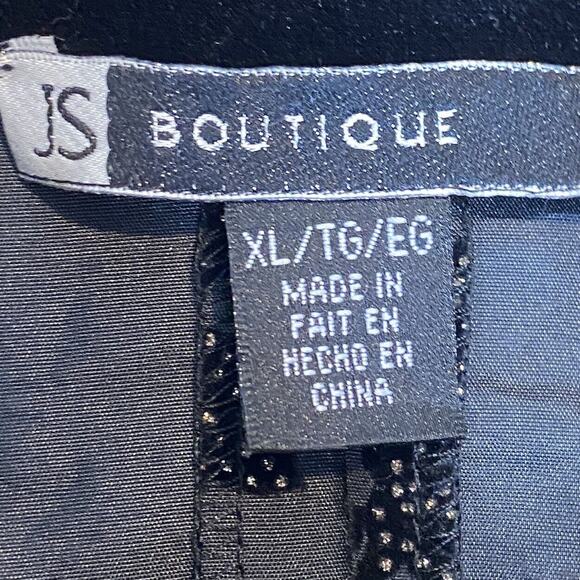 JS BOUTIQUE
XL/TG/EG
MADE IN
FAIT EN
HECHO EN
CHINA